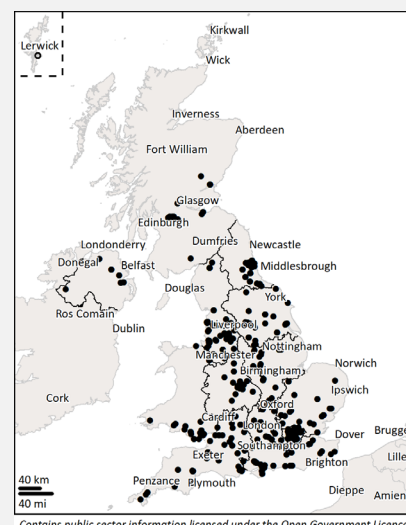 Kirkwall
Lerwick
Wick
Inverness
Aberdeen
Fort William
Glasgow
Edinburgh
Dumfries
Newcastle
Londonderry
Donegal
Belfast
Middlesbrough
Douglas
York
Ros Comain
Dublin
Liverpool
Manchester
Nottingham
Norwich
Birmingham
Ipswich
Cork
Oxford
Cardiff
London
Dover
Brugge
Southampton
Exeter
Brighton
Lille
Penzance
Plymouth
40 km
40 mi
Dieppe
Amien
Contains public sector information licensed under the Open Government Licence